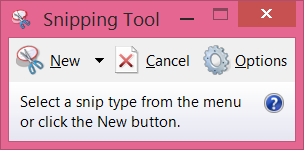 Snipping Tool
New Cancel Options
Select a snip type from the menu
or click the New button.